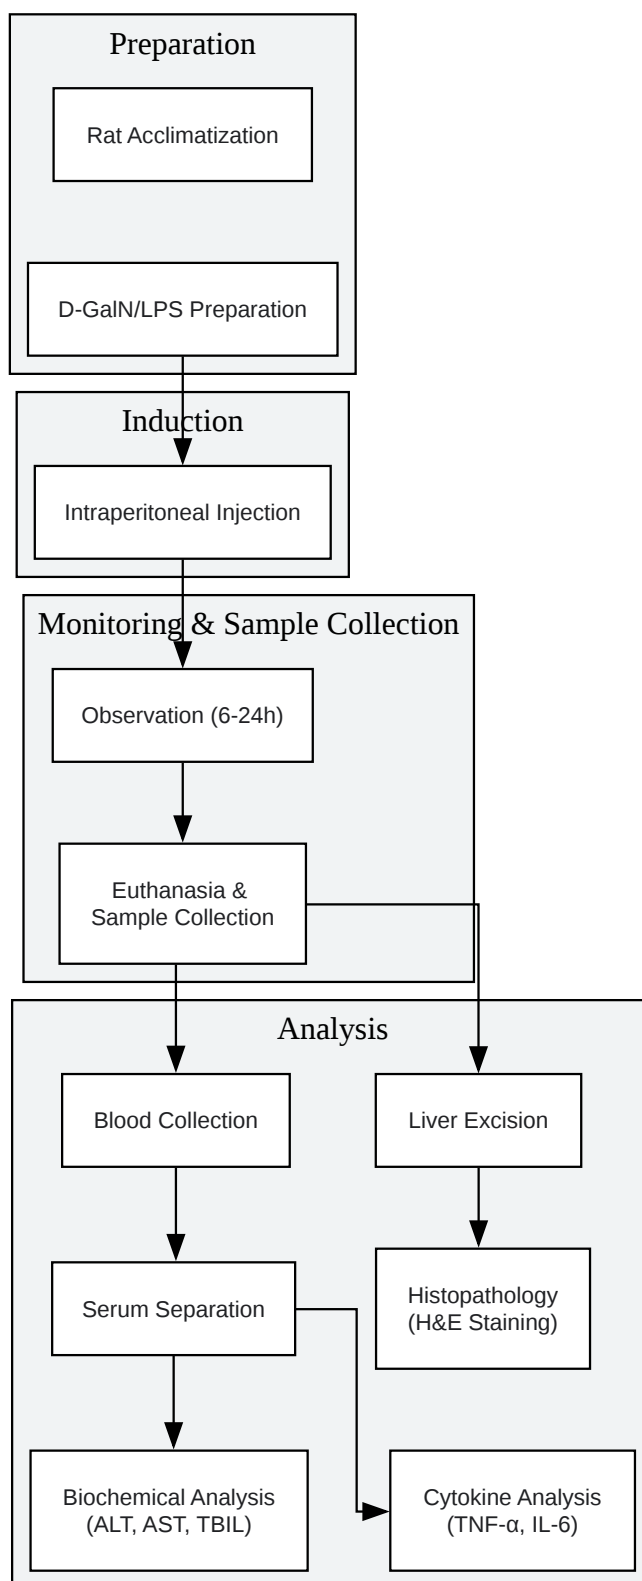 Preparation
Rat Acclimatization
D-GalN/LPS Preparation
Induction
Intraperitoneal Injection
Monitoring & Sample Collection
Observation (6-24h)
Euthanasia &
Sample Collection
Analysis
Blood Collection
Liver Excision
Serum Separation
Histopathology
(H&E Staining)
Biochemical Analysis
(ALT, AST, TBIL)
Cytokine Analysis
(TNF-α, IL-6)